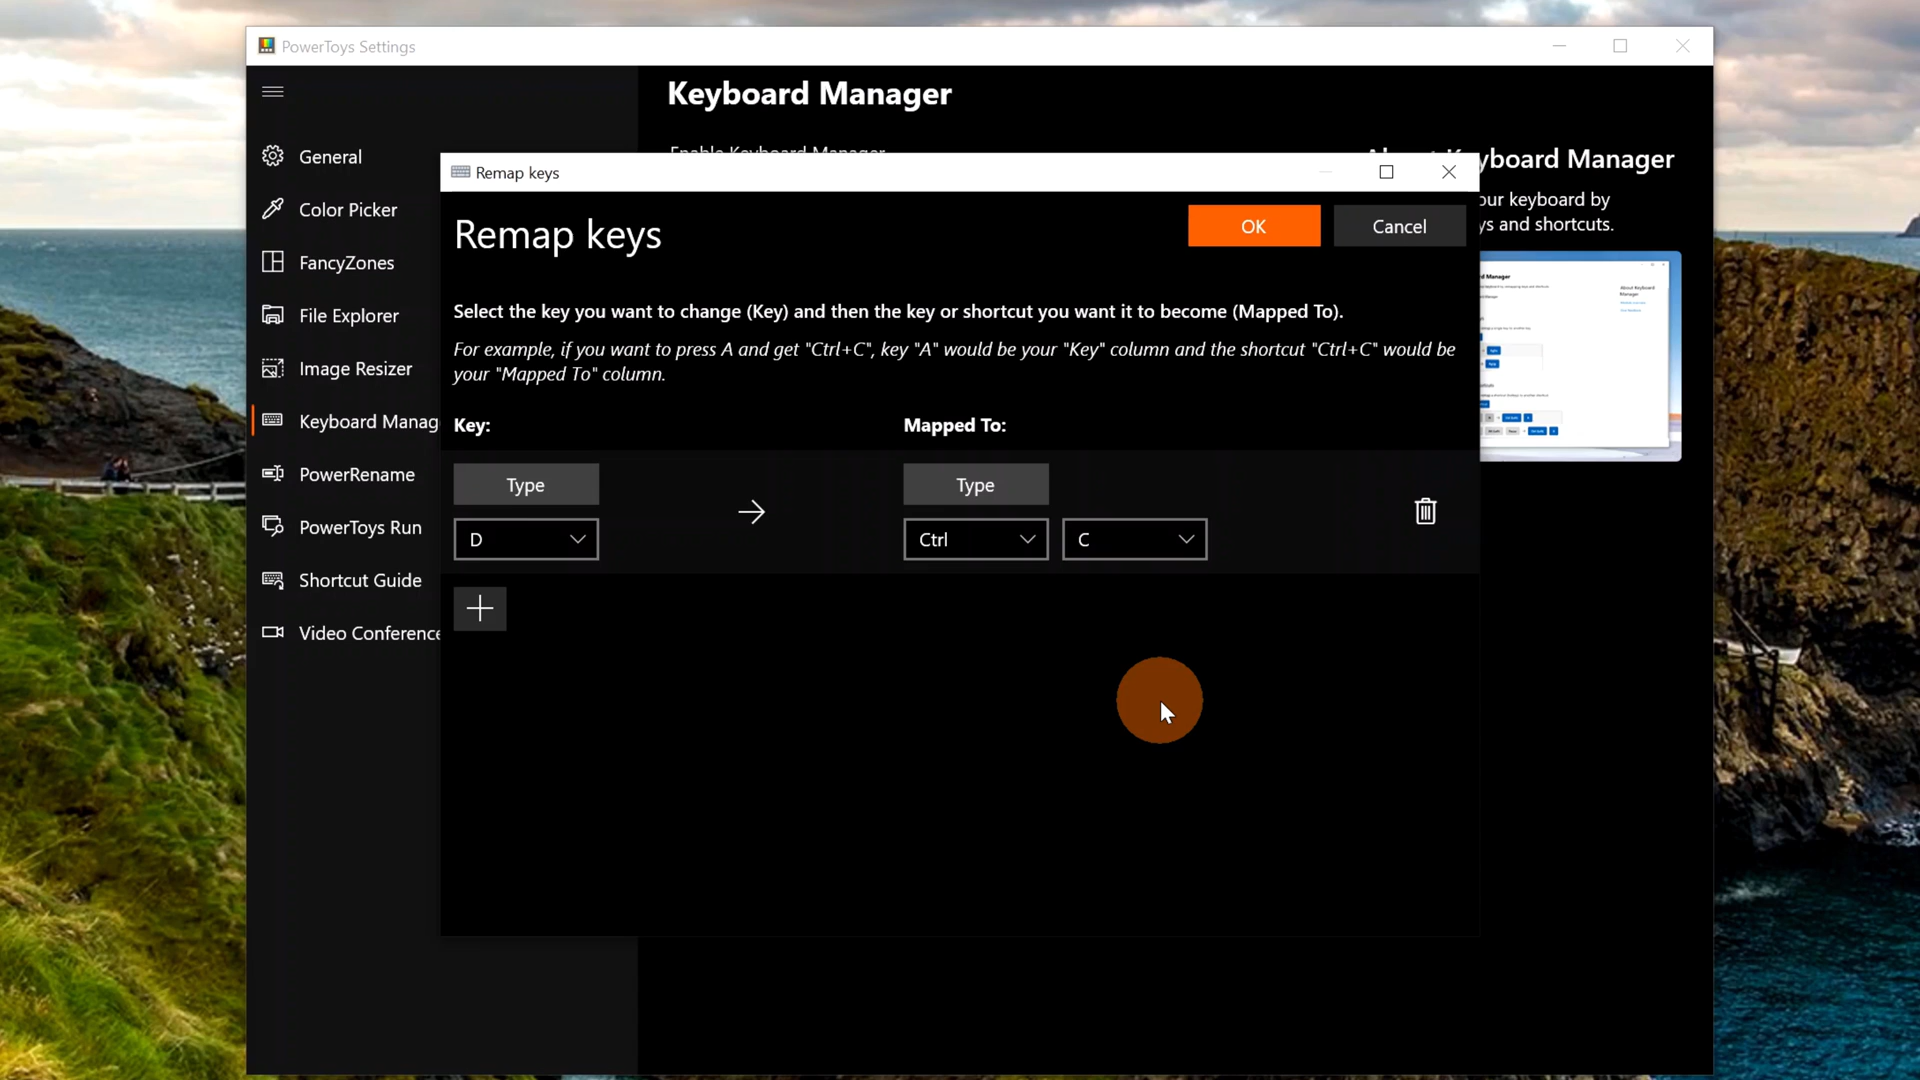 PowerToys Settings
Keyboard Manager
General
Color Picker
FancyZones
File Explorer
Image Resizer
Keyboard Manag
PowerRename
PowerToys Run
Shortcut Guide
Video Conference
Enable Keyboard Manager
yboard Manager
our keyboard by
ys and shortcuts.
Remap keys
Remap keys
OK
Cancel
Select the key you want to change (Key) and then the key or shortcut you want it to become (Mapped To).
For example, if you want to press A and get "Ctrl+C", key "A" would be your "Key" column and the shortcut "Ctrl+C" would be
your "Mapped To" column.
Key:
Mapped To:
Type
Type
D
Ctrl
C